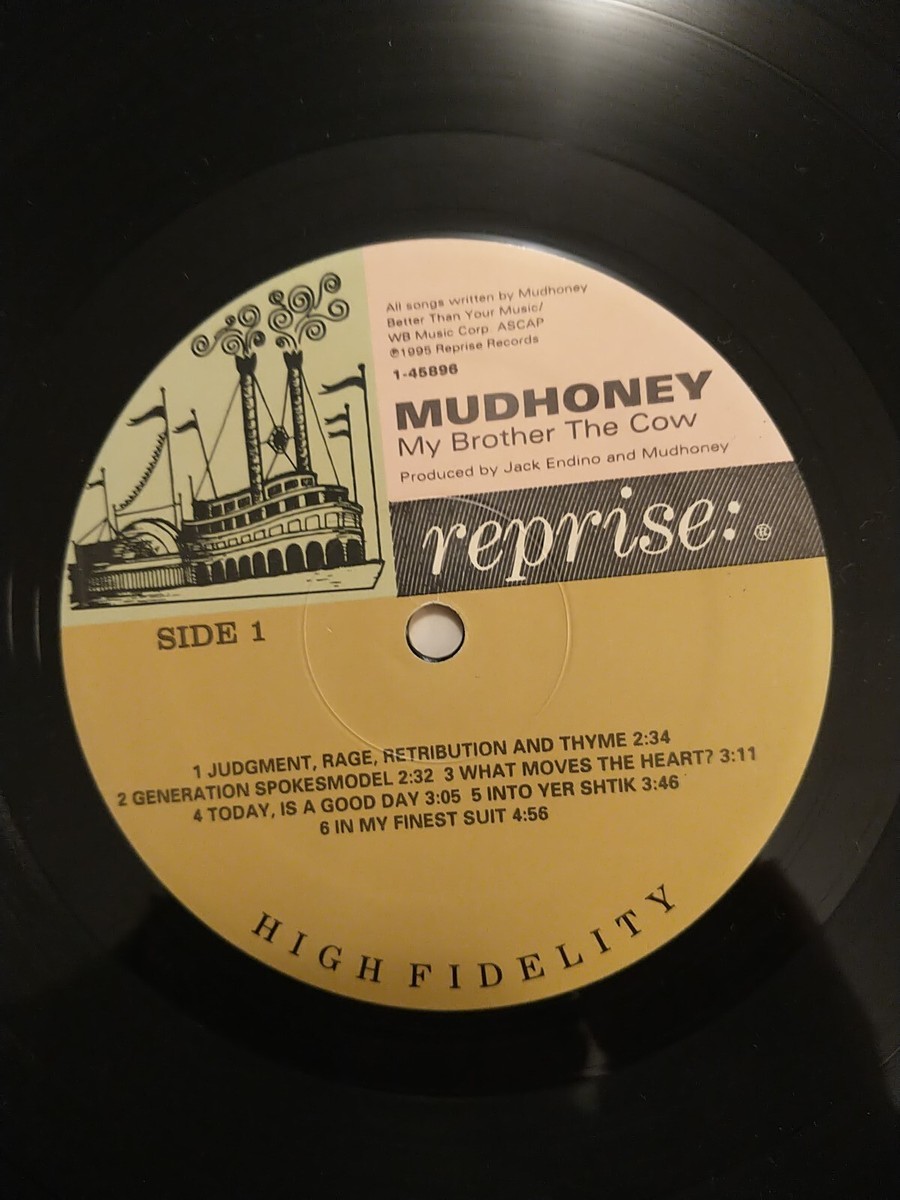 All songs written by Mudhoney
Better Than Your Music/
WB Music Corp. ASCAP
℗1995 Reprise Records
1-45896
MUDHONEY
My Brother The Cow
Produced by Jack Endino and Mudhoney
reprise: ®
SIDE 1
1 JUDGMENT, RAGE, RETRIBUTION AND THYME 2:34
2 GENERATION SPOKESMODEL 2:32 3 WHAT MOVES THE HEART? 3:11
4 TODAY, IS A GOOD DAY 3:05 5 INTO YER SHTIK 3:46
6 IN MY FINEST SUIT 4:56
HIGH FIDELITY